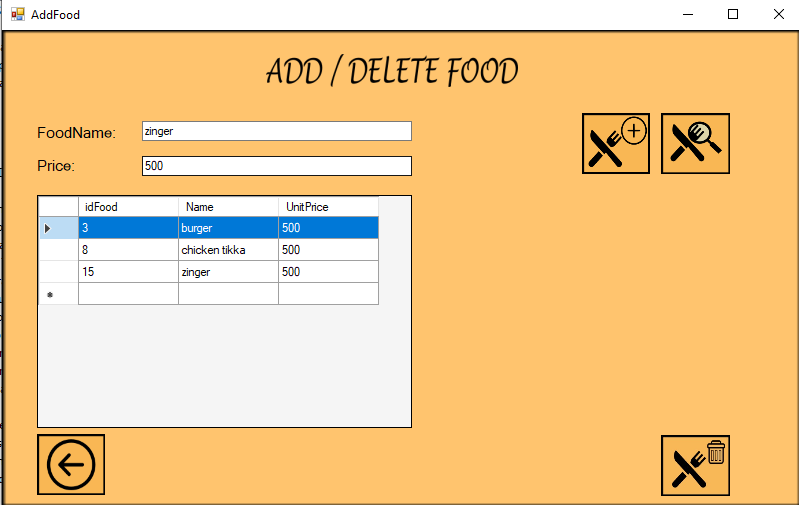 AddFood
ADD / DELETE FOOD
FoodName: zinger
Price: 500
idFood Name UnitPrice
3 burger 500
8 chicken tikka 500
15 zinger 500